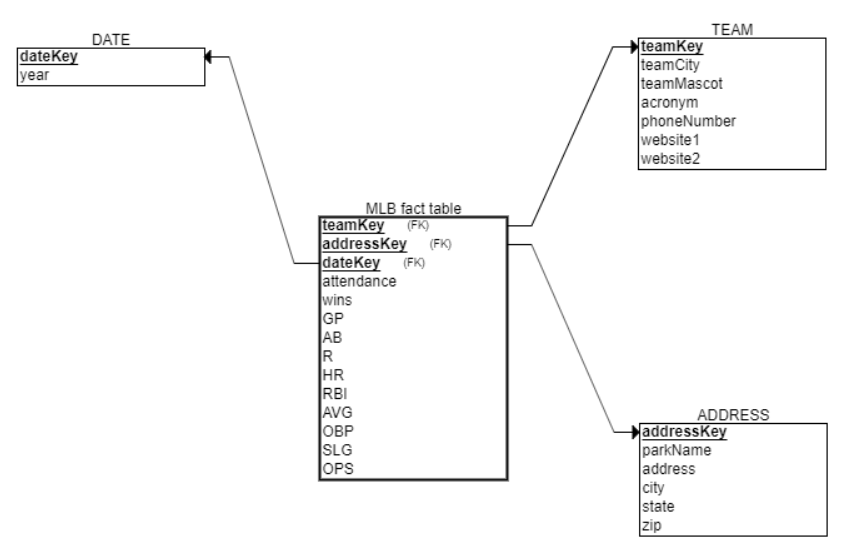 DATE
dateKey
year
TEAM
teamKey
teamCity
teamMascot
acronym
phoneNumber
website1
website2
MLB fact table
teamKey (FK)
addressKey (FK)
dateKey (FK)
attendance
wins
GP
AB
R
HR
RBI
AVG
OBP
SLG
OPS
ADDRESS
addressKey
parkName
address
city
state
zip